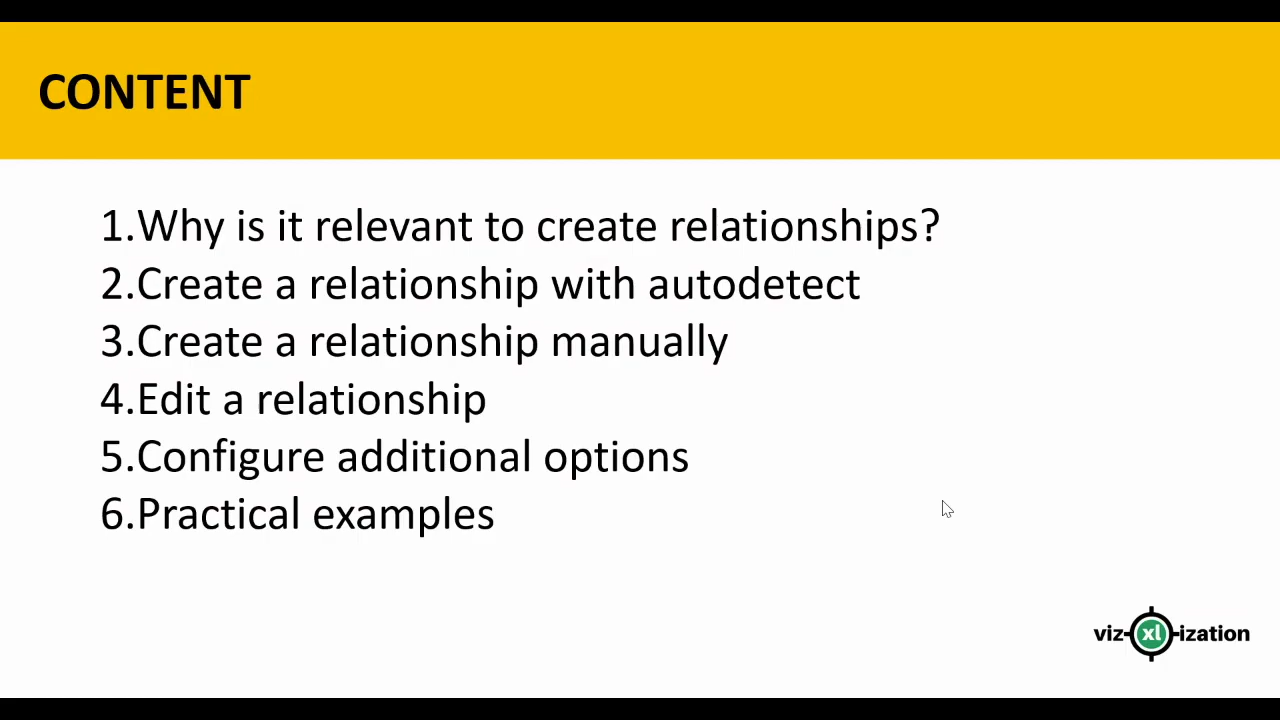 CONTENT
1.Why is it relevant to create relationships?
2.Create a relationship with autodetect
3.Create a relationship manually
4.Edit a relationship
5.Configure additional options
6.Practical examples
viz-xl-ization